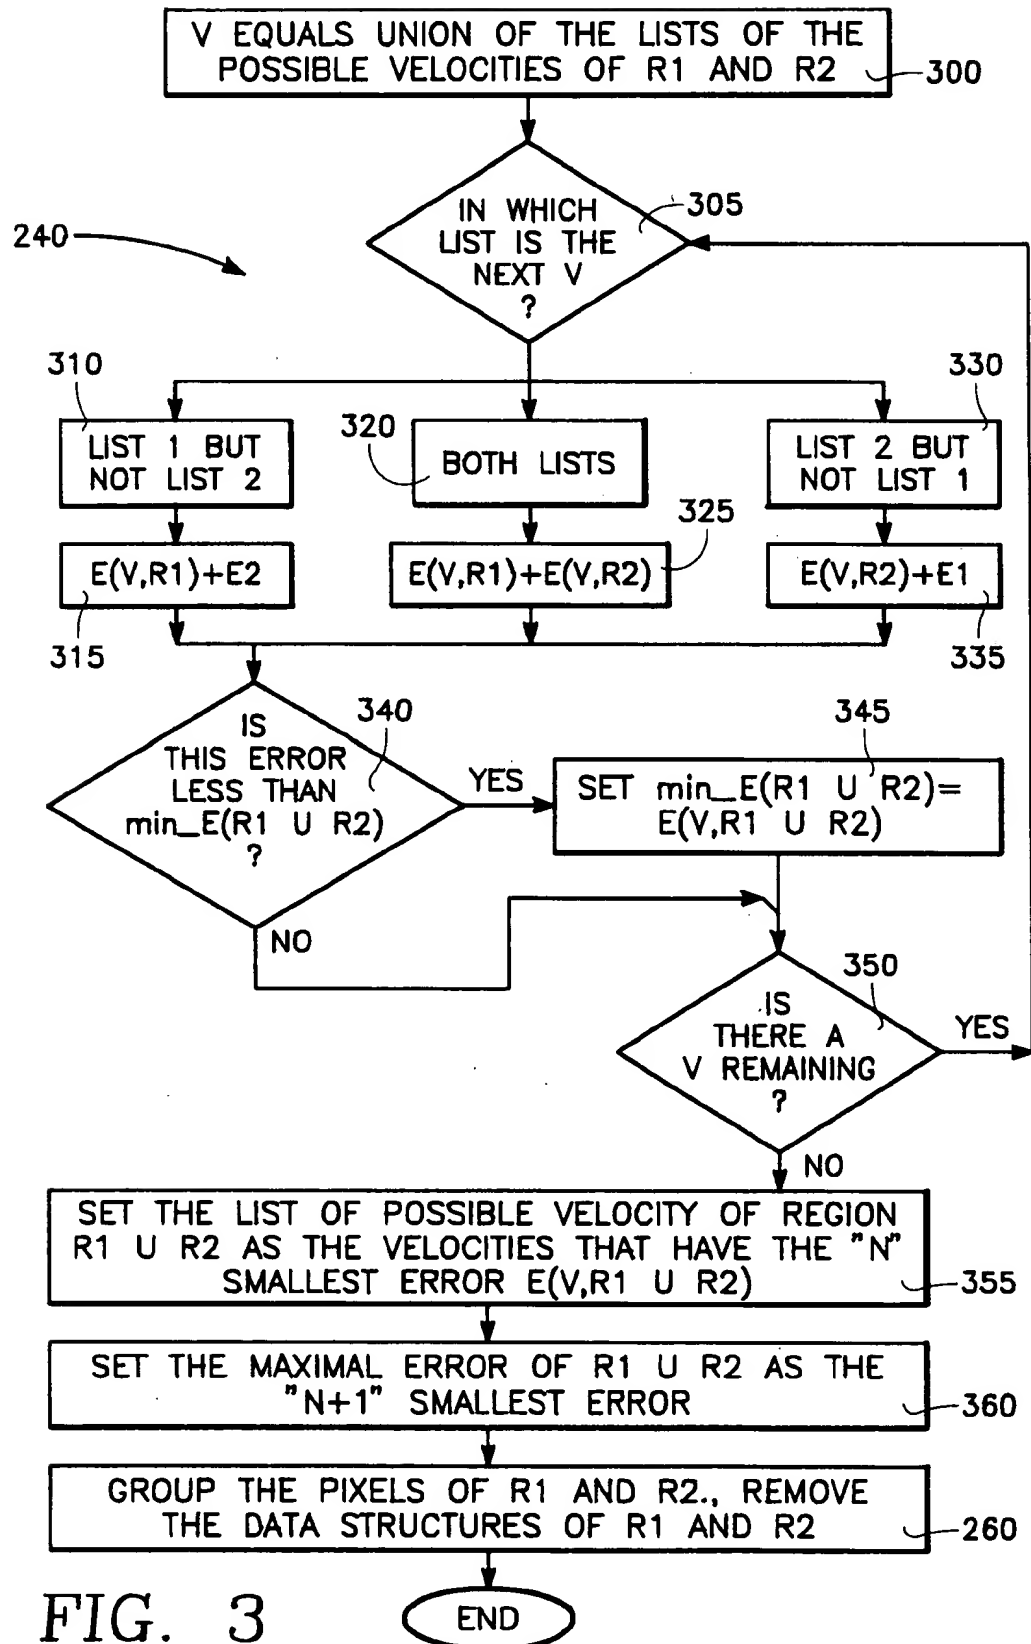 V EQUALS UNION OF THE LISTS OF THE
POSSIBLE VELOCITIES OF R1 AND R2
300
IN WHICH
LIST IS THE
NEXT V
?
305
240
310
LIST 1 BUT
NOT LIST 2
320
BOTH LISTS
330
LIST 2 BUT
NOT LIST 1
E(V,R1)+E2
315
E(V,R1)+E(V,R2)
325
E(V,R2)+E1
335
IS
THIS ERROR
LESS THAN
min_E(R1 U R2)
?
340
YES
NO
345
SET min_E(R1 U R2)=
E(V,R1 U R2)
350
IS
THERE A
V REMAINING
?
YES
NO
SET THE LIST OF POSSIBLE VELOCITY OF REGION
R1 U R2 AS THE VELOCITIES THAT HAVE THE "N"
SMALLEST ERROR E(V,R1 U R2)
355
SET THE MAXIMAL ERROR OF R1 U R2 AS THE
"N+1" SMALLEST ERROR
360
GROUP THE PIXELS OF R1 AND R2., REMOVE
THE DATA STRUCTURES OF R1 AND R2
260
END
FIG. 3